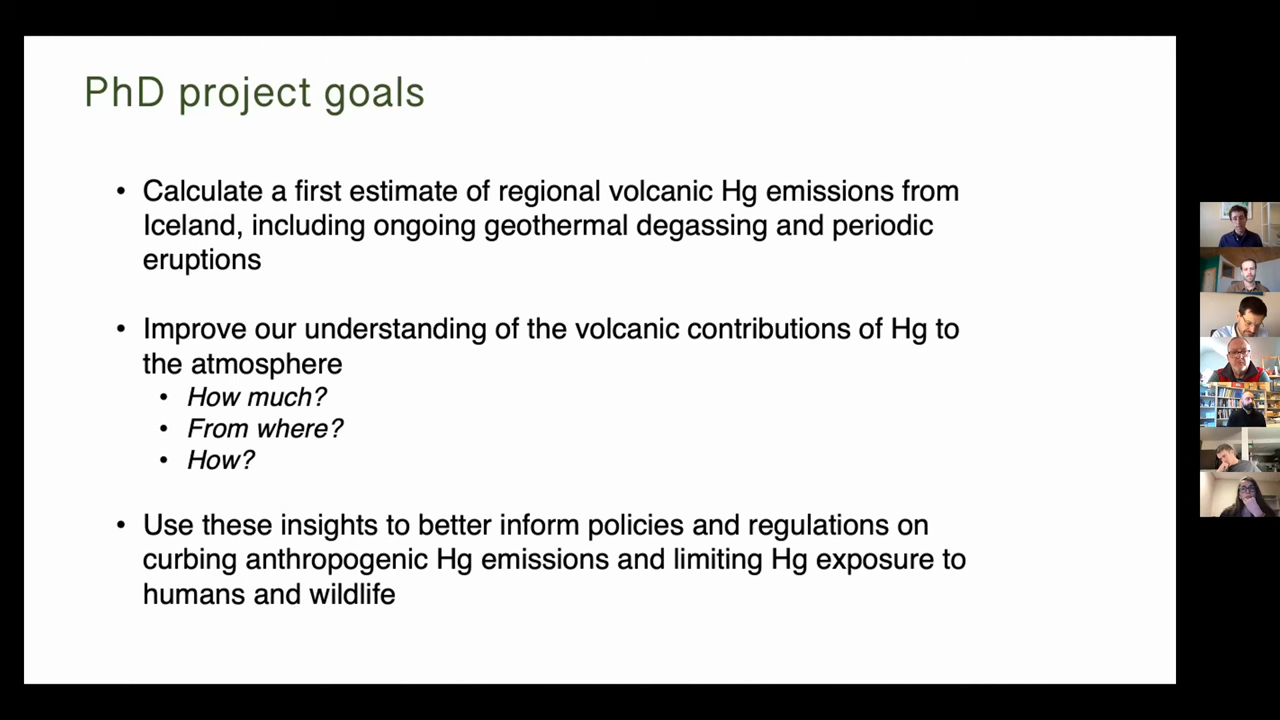 PhD project goals
• Calculate a first estimate of regional volcanic Hg emissions from
Iceland, including ongoing geothermal degassing and periodic
eruptions
• Improve our understanding of the volcanic contributions of Hg to
the atmosphere
• How much?
• From where?
• How?
• Use these insights to better inform policies and regulations on
curbing anthropogenic Hg emissions and limiting Hg exposure to
humans and wildlife